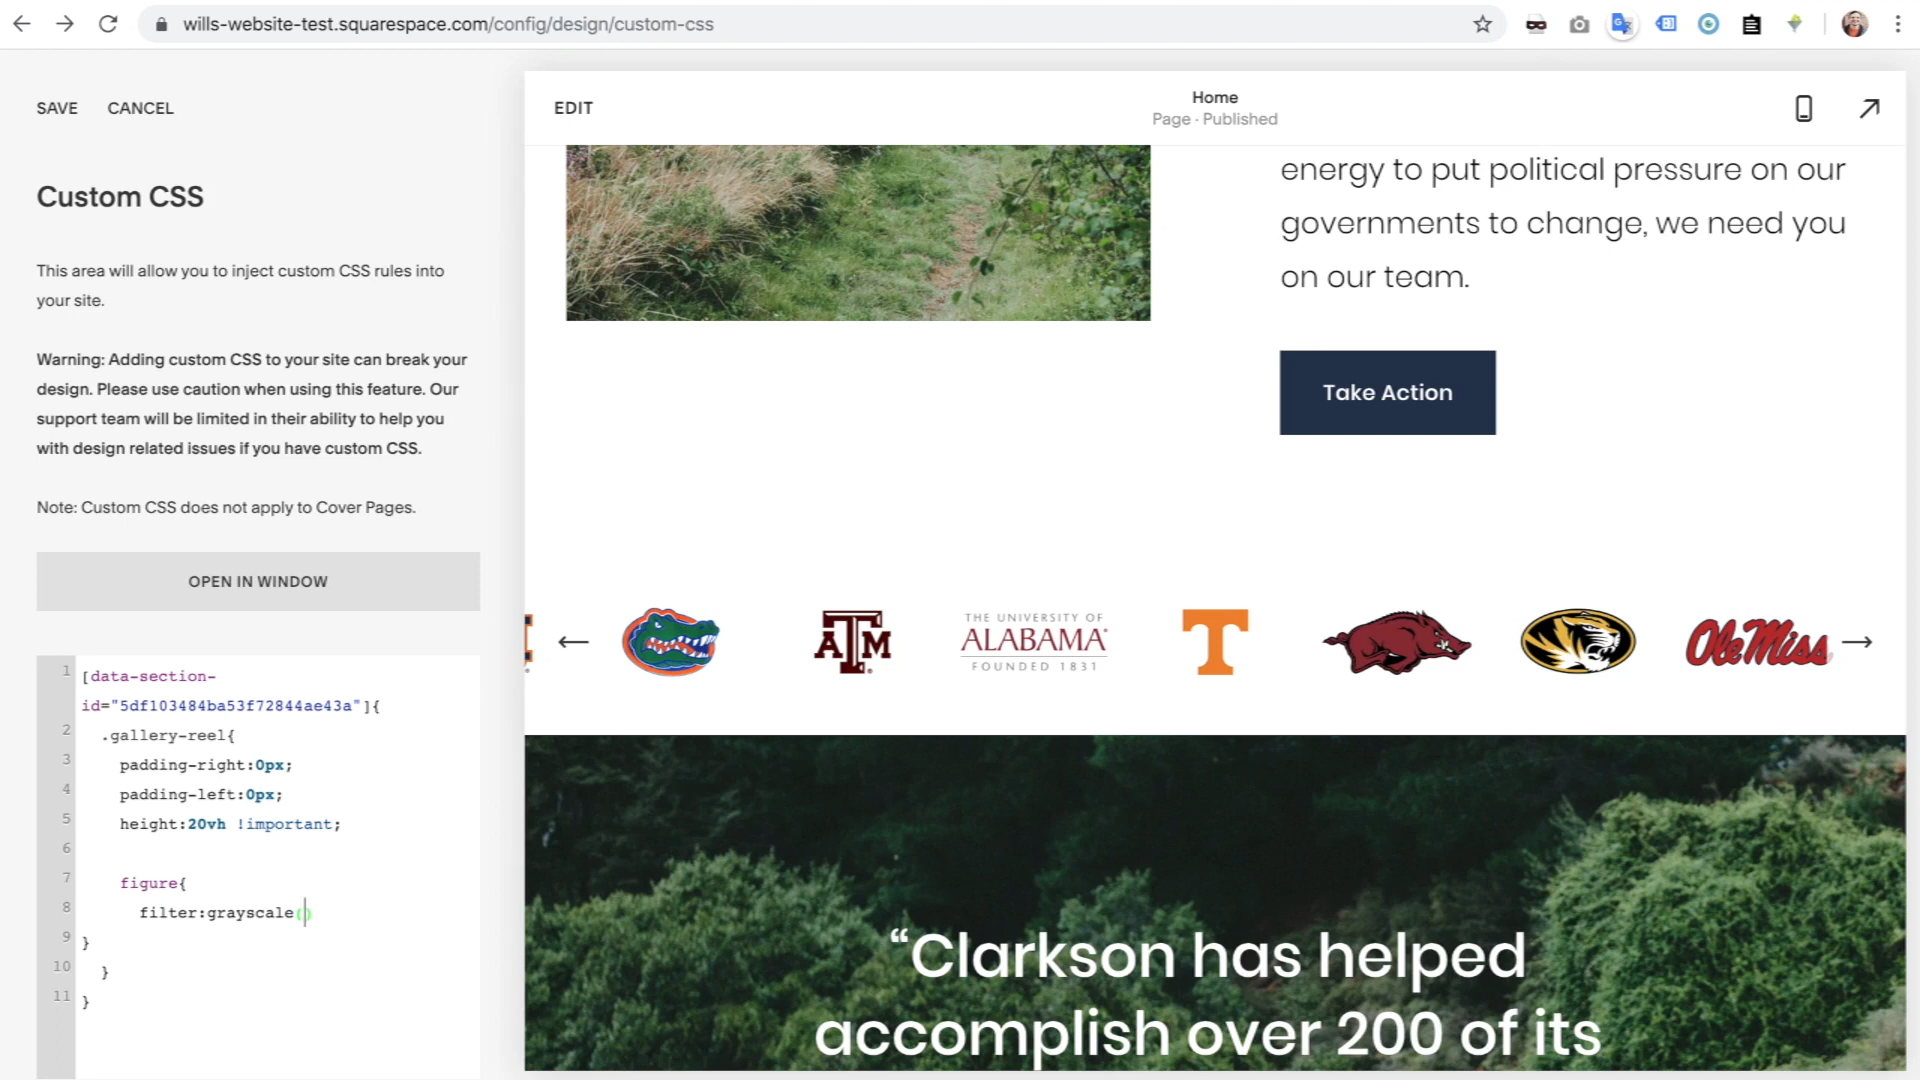 wills-website-test.squarespace.com/config/design/custom-css
SAVE CANCEL
Custom CSS
This area will allow you to inject custom CSS rules into
your site.
Warning: Adding custom CSS to your site can break your
design. Please use caution when using this feature. Our
support team will be limited in their ability to help you
with design related issues if you have custom CSS.
Note: Custom CSS does not apply to Cover Pages.
OPEN IN WINDOW
1 [data-section-
id="5df103484ba53f72844ae43a"]{
2 .gallery-reel{
3 padding-right:0px;
4 padding-left:0px;
5 height:20vh !important;
6
7 figure{
8 filter:grayscale()
9 }
10 }
11 }
EDIT
Home
Page · Published
energy to put political pressure on our
governments to change, we need you
on our team.
Take Action
ATM
THE UNIVERSITY OF
ALABAMA
FOUNDED 1831
T
Ole Miss
“Clarkson has helped
accomplish over 200 of its